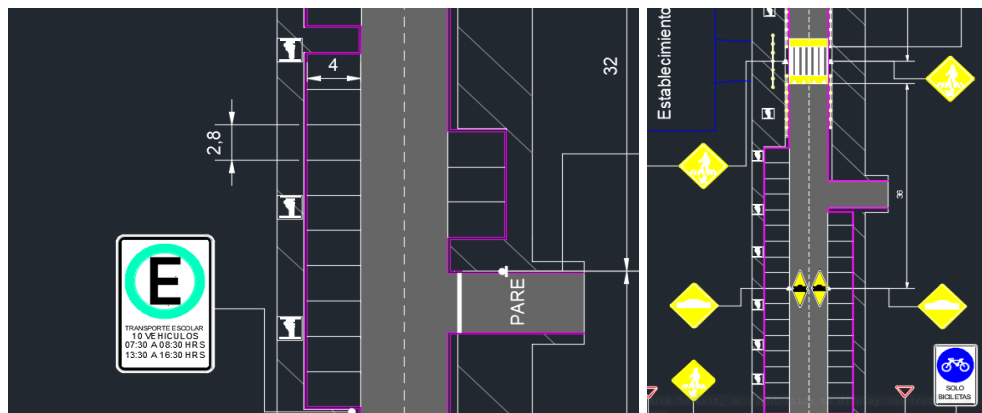 4
2,8
32
E
TRANSPORTE ESCOLAR
10 VEHICULOS
07:30 A 08:30 HRS
13:30 A 16:30 HRS
PARE
Establecimiento
36
SOLO
BICICLETAS